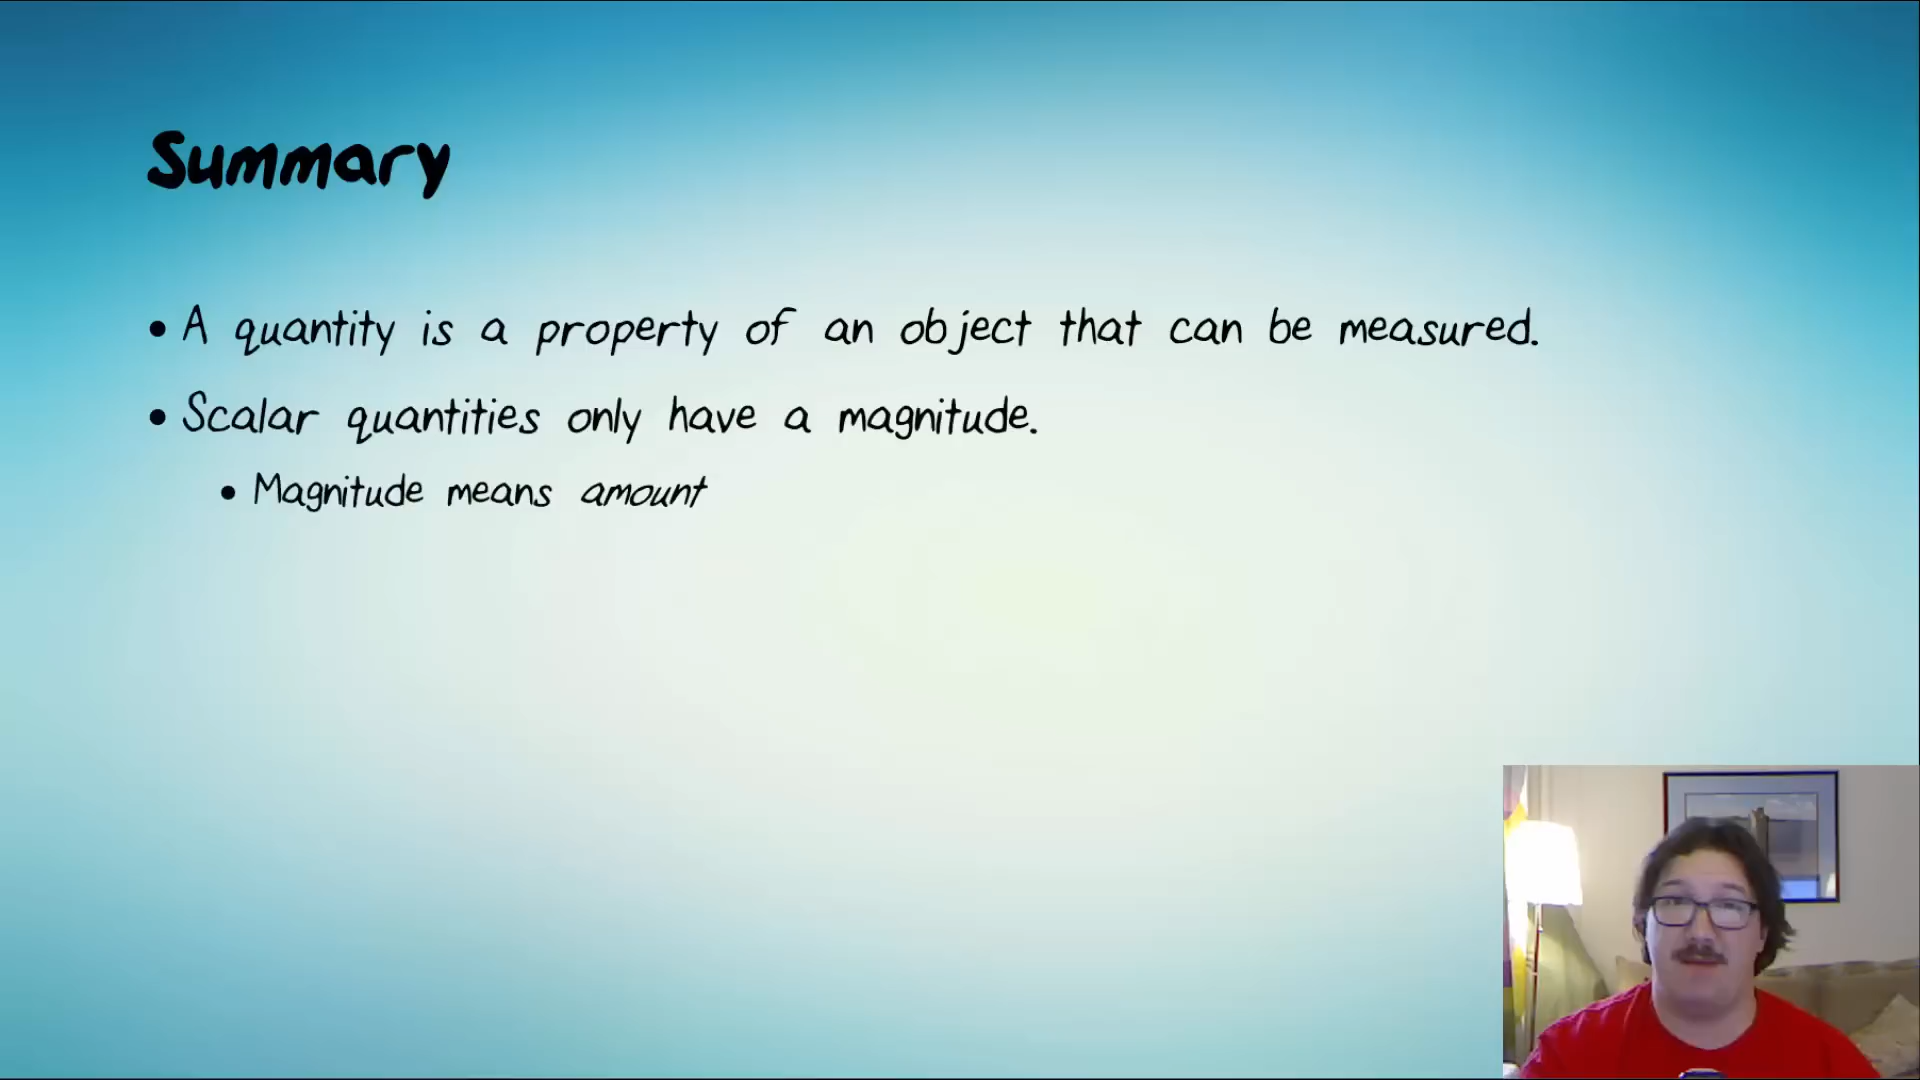 Summary
• A quantity is a property of an object that can be measured.
• Scalar quantities only have a magnitude.
• Magnitude means amount